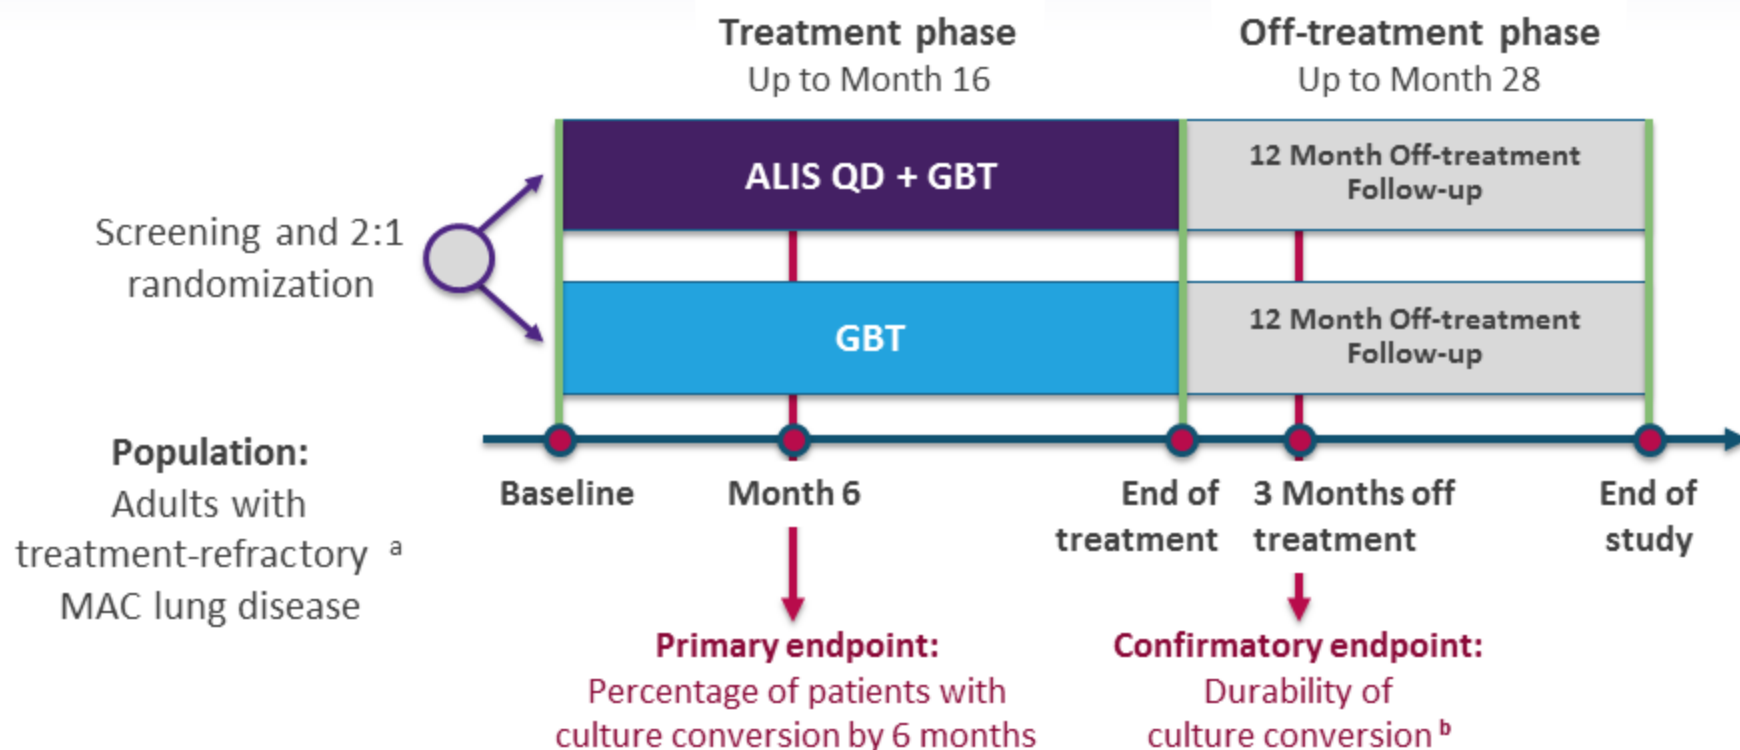 Treatment phase
Up to Month 16
Off-treatment phase
Up to Month 28
ALIS QD + GBT
12 Month Off-treatment
Follow-up
Screening and 2:1
randomization
GBT
12 Month Off-treatment
Follow-up
Population:
Adults with
treatment-refractory a
MAC lung disease
Baseline
Month 6
End of
treatment
3 Months off
treatment
End of
study
Primary endpoint:
Percentage of patients with
culture conversion by 6 months
Confirmatory endpoint:
Durability of
culture conversion b